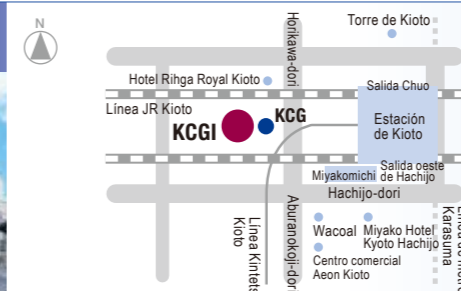 N
Torre de Kioto
Horikawa-dori
Hotel Rihga Royal Kioto
Salida Chuo
Línea JR Kioto
KCGI
KCG
Estación
de Kioto
Salida oeste
de Hachijo
Miyakomichi
Hachijo-dori
Aburanokoji-dori
Línea
Kioto
Wacoal
Miyako Hotel
Kyoto Hachijo
Centro comercial
Aeon Kioto
Karasuma